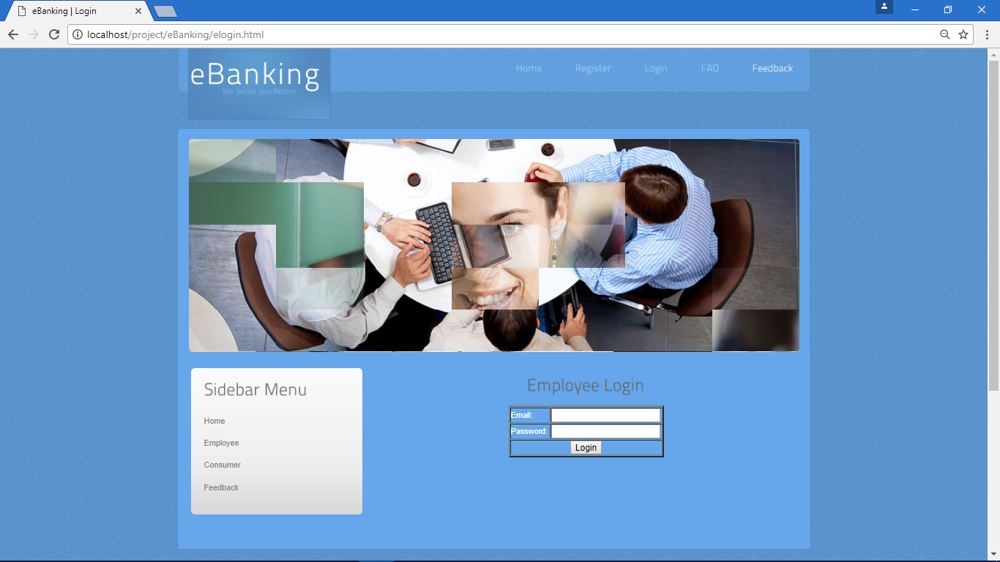 eBanking | Login
localhost/project/eBanking/elogin.html
eBanking
We Serve you Better
Home Register Login FAQ Feedback
Sidebar Menu
Home
Employee
Consumer
Feedback
Employee Login
Email:
Password:
Login